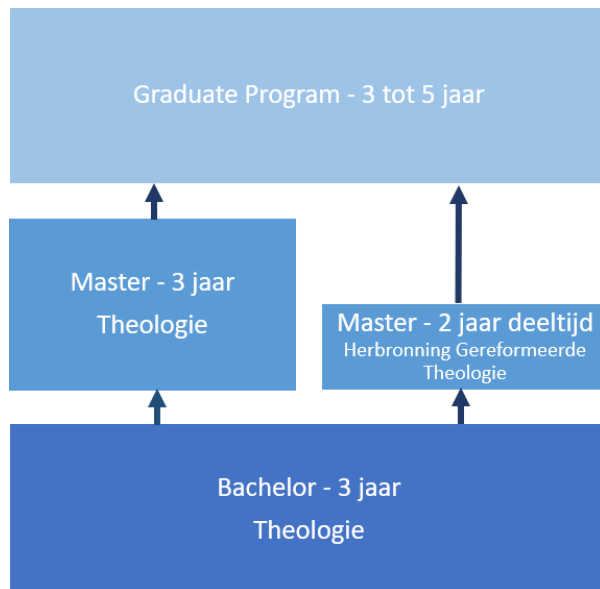 Graduate Program - 3 tot 5 jaar
Master - 3 jaar
Theologie
Master - 2 jaar deeltijd
Herbronning Gereformeerde
Theologie
Bachelor - 3 jaar
Theologie